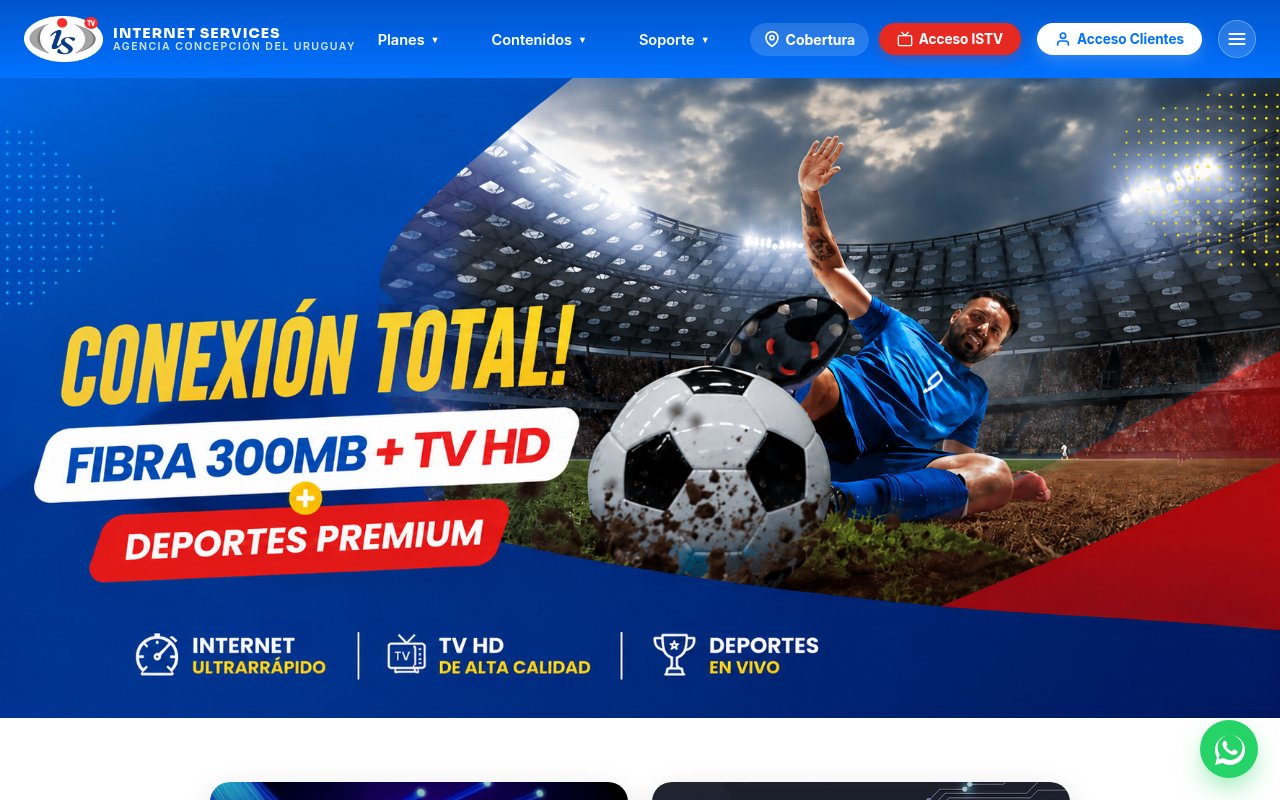 is
TV
INTERNET SERVICES
AGENCIA CONCEPCIÓN DEL URUGUAY
Planes ▼
Contenidos ▼
Soporte ▼
Cobertura
Acceso ISTV
Acceso Clientes
CONEXIÓN TOTAL!
FIBRA 300MB + TV HD
+
DEPORTES PREMIUM
9
INTERNET
ULTRARRÁPIDO
TV
TV HD
DE ALTA CALIDAD
DEPORTES
EN VIVO